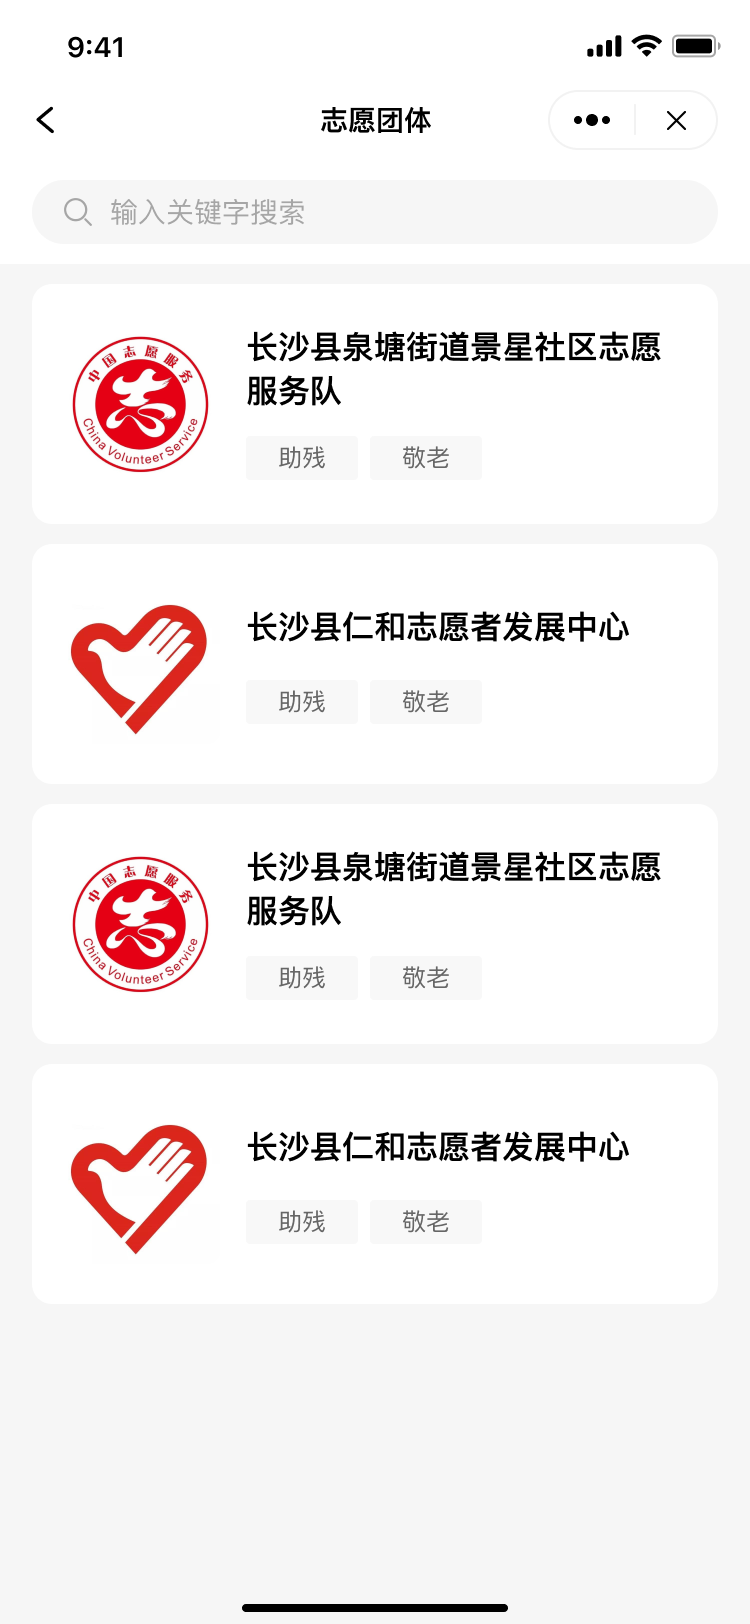 9:41
志愿团体
输入关键字搜索
中国志愿服务
China Volunteer Service
长沙县泉塘街道景星社区志愿
服务队
助残 敬老
长沙县仁和志愿者发展中心
助残 敬老
中国志愿服务
China Volunteer Service
长沙县泉塘街道景星社区志愿
服务队
助残 敬老
长沙县仁和志愿者发展中心
助残 敬老